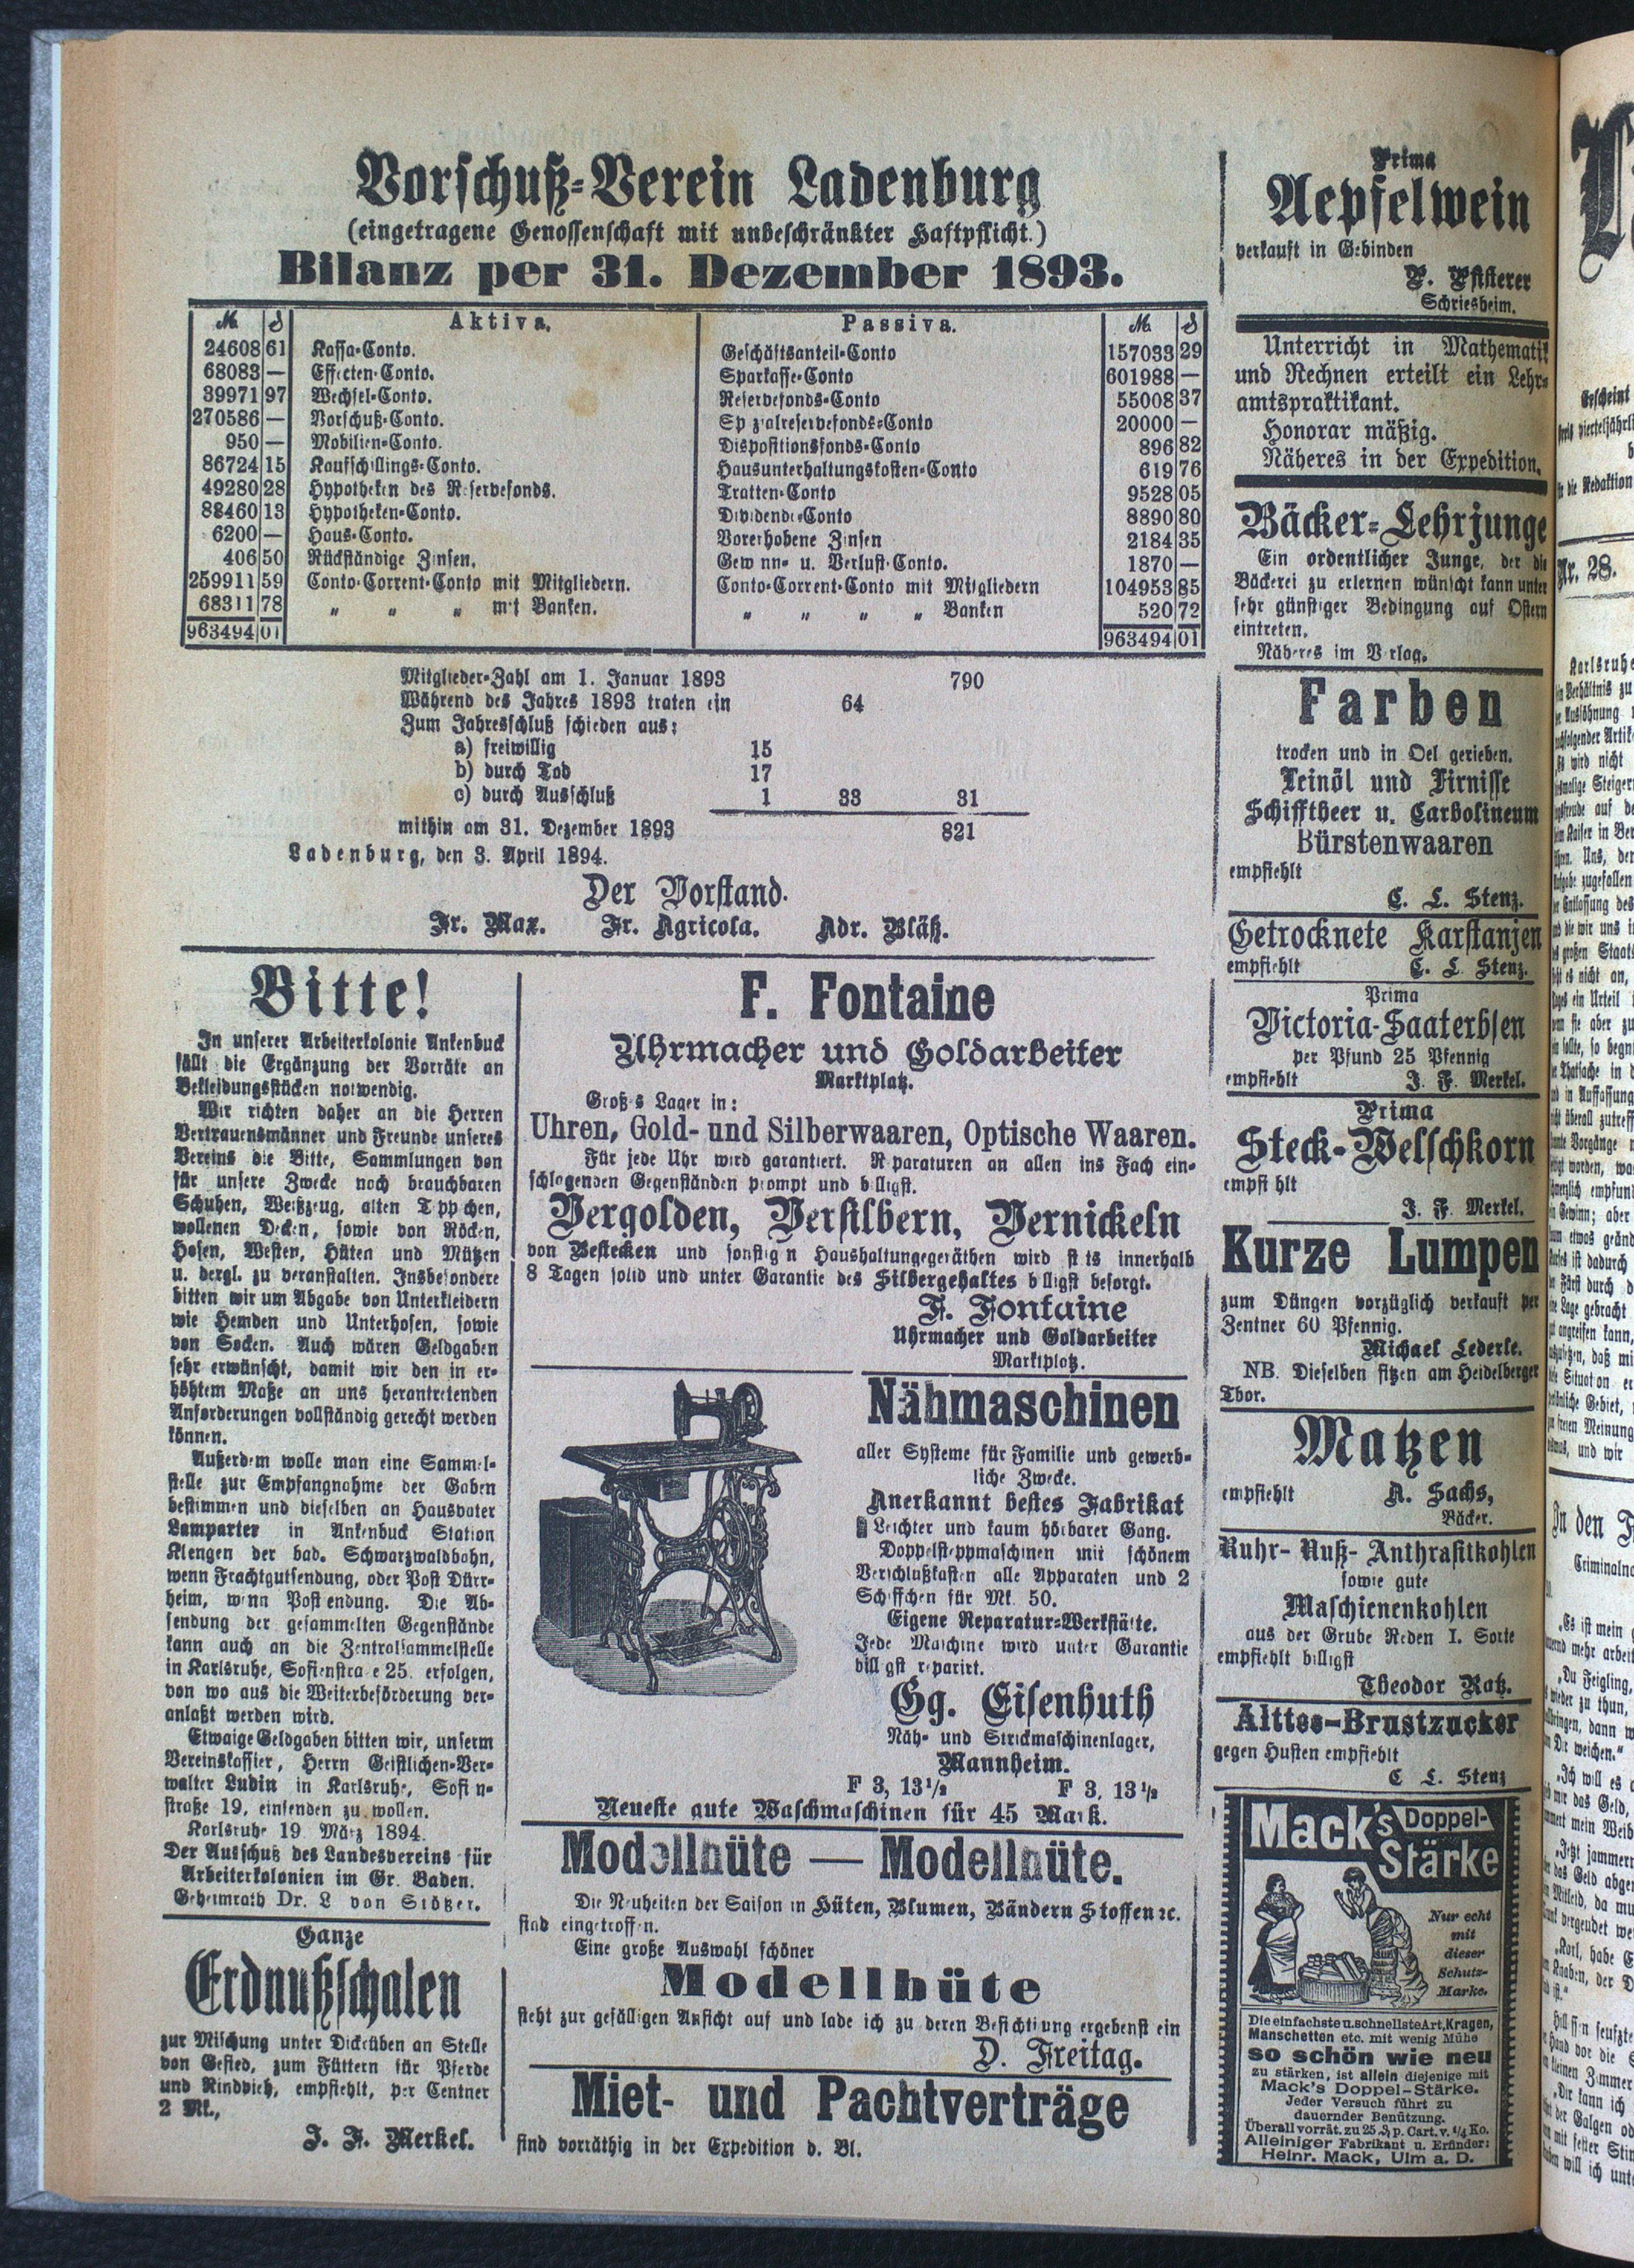 Vorschuß-Verein Ladenburg
(eingetragene Genossenschaft mit unbeschränkter Haftpflicht.)
Bilanz per 31. Dezember 1893.
M. ₰ Aktiva. Passiva. M. ₰
24608 61 Kassa-Conto. Geschäftsanteil-Conto 157033 29
68083 — Effecten-Conto. Sparkasse-Conto 601988 —
39971 97 Wechsel-Conto. Reservefonds-Conto 55008 37
270586 — Vorschuß-Conto. Sp zialreservefonds-Conto 20000 —
950 — Mobilien-Conto. Dispositionsfonds-Conto 896 82
86724 15 Kaufschillings-Conto. Hausunterhaltungskosten-Conto 619 76
49280 28 Hypotheken des Reservefonds. Tratten-Conto 9528 05
88460 13 Hypotheken-Conto. Dividende-Conto 8890 80
6200 — Haus-Conto. Vorerhobene Zinsen 2184 35
406 50 Rückständige Zinsen. Gewinn- u. Verlust-Conto. 1870 —
259911 59 Conto-Corrent-Conto mit Mitgliedern. Conto-Corrent-Conto mit Mitgliedern 104953 85
68311 78 " " " mit Banken. " " " " Banken 520 72
963494 01 963494 01
Mitglieder-Zahl am 1. Januar 1893 790
Während des Jahres 1893 traten ein 64
Zum Jahresschluß schieden aus:
a) freiwillig 15
b) durch Tod 17
c) durch Ausschluß 1 33 31
mithin am 31. Dezember 1893 821
Ladenburg, den 3. April 1894.
Der Vorstand.
Fr. Max. Fr. Agricola. Adr. Bläß.
Bitte!
In unserer Arbeiterkolonie Ankenbuck
fällt die Ergänzung der Vorräte an
Bekleidungsstücken notwendig.
Wir richten daher an die Herren
Vertrauensmänner und Freunde unseres
Vereins die Bitte, Sammlungen von
für unsere Zwecke noch brauchbaren
Schuhen, Weißzeug, alten T ppichen,
wollenen Decken, sowie von Röcken,
Hosen, Westen, Hüten und Mützen
u. dergl. zu veranstalten. Insbesondere
bitten wir um Abgabe von Unterkleidern
wie Hemden und Unterhosen, sowie
von Socken. Auch wären Geldgaben
sehr erwünscht, damit wir den in er-
höhtem Maße an uns herantretenden
Anforderungen vollständig gerecht werden
können.
Außerdem wolle man eine Sammel-
stelle zur Empfangnahme der Gaben
bestimmen und dieselben an Hausvater
Lamparter in Ankenbuck Station
Klengen der bad. Schwarzwaldbahn,
wenn Frachtgutsendung, oder Post Dürr-
heim, wenn Postsendung. Die Ab-
sendung der gesammelten Gegenstände
kann auch an die Zentralsammelstelle
in Karlsruhe, Sofienstra e 25. erfolgen,
von wo aus die Weiterbeförderung ver-
anlaßt werden wird.
Etwaige Geldgaben bitten wir, unserm
Vereinskassier, Herrn Geistlichen-Ver-
walter Ludin in Karlsruhe, Sofi n-
straße 19, einsenden zu wollen.
Karlsruhe 19 März 1894.
Der Ausschuß des Landesvereins für
Arbeiterkolonien im Gr. Baden.
Geheimrath Dr. L von Stößer.
Ganze
Erdnußschalen
zur Mischung unter Dickrüben an Stelle
von Gesied, zum Füttern für Pferde
und Rindvieh, empfiehlt, per Centner
2 Mk.,
J. F. Merkel.
F. Fontaine
Uhrmacher und Goldarbeiter
Marktplatz.
Großes Lager in:
Uhren, Gold- und Silberwaaren, Optische Waaren.
Für jede Uhr wird garantiert. Reparaturen an allen ins Fach ein-
schlagenden Gegenständen prompt und billigst.
Vergolden, Versilbern, Vernickeln
von Bestecken und sonstig n Haushaltungegeräthen wird st ts innerhalb
8 Tagen solid und unter Garantie des Silbergehaltes billigst besorgt.
F. Fontaine
Uhrmacher und Goldarbeiter
Marktplatz.
Nähmaschinen
aller Systeme für Familie und gewerb-
liche Zwecke.
Anerkannt bestes Fabrikat
Leichter und kaum hörbarer Gang.
Doppelsteppmaschinen mit schönem
Verschlußkasten alle Apparaten und 2
Schiffchen für Mk. 50.
Eigene Reparatur-Werkstätte.
Jede Maschine wird unter Garantie
billigst reparirt.
Gg. Eisenhuth
Näh- und Strickmaschinenlager,
Mannheim.
F 3, 13½ F 3, 13½
Neueste gute Waschmaschinen für 45 Mark.
Modellhüte — Modellhüte.
Die Neuheiten der Saison in Hüten, Blumen, Bändern Stoffen ꝛc.
sind eingetroffen.
Eine große Auswahl schöner
Modellhüte
steht zur gefälligen Ansicht auf und lade ich zu deren Besichtigung ergebenst ein
D. Freitag.
Miet- und Pachtverträge
sind vorräthig in der Expedition d. Bl.
Prima
Aepfelwein
verkauft in Gebinden
P. Pfisterer
Schriesheim.
Unterricht in Mathematik
und Rechnen erteilt ein Lehr-
amtspraktikant.
Honorar mäßig.
Näheres in der Expedition.
Bäcker-Lehrjunge
Ein ordentlicher Junge, der die
Bäckerei zu erlernen wünscht kann unter
sehr günstiger Bedingung auf Ostern
eintreten.
Näheres im Verlag.
Farben
trocken und in Oel gerieben.
Leinöl und Firnisse
Schifftheer u. Carbolineum
Bürstenwaaren
empfiehlt
C. L. Stenz.
Getrocknete Karstanjen
empfiehlt C. L Stenz.
Prima
Victoria-Saaterbsen
per Pfund 25 Pfennig
empfiehlt J. F. Merkel.
Prima
Steck-Welschkorn
empfi hlt
J. F. Merkel.
Kurze Lumpen
zum Düngen vorzüglich verkauft per
Zentner 60 Pfennig.
Michael Lederle.
NB. Dieselben sitzen am Heidelberger
Thor.
Matzen
empfiehlt A. Sachs,
Bäcker.
Ruhr- Nuß- Anthrasitkohlen
sowie gute
Maschienenkohlen
aus der Grube Reden I. Sorte
empfiehlt billigst
Theodor Katz.
Alttee-Brustzucker
gegen Husten empfiehlt
C L. Stenz
Mack's Doppel-
Stärke
Nur echt
mit
dieser
Schutz-
Marke.
Die einfachste u. schnellste Art, Kragen,
Manschetten etc. mit wenig Mühe
so schön wie neu
zu stärken, ist allein diejenige mit
Mack's Doppel-Stärke.
Jeder Versuch führt zu
dauernder Benützung.
Überall vorrät. zu 25 ₰ p. Cart. v. ¼ Ko.
Alleiniger Fabrikant u. Erfinder:
Heinr. Mack, Ulm a. D.
Nr. 28.